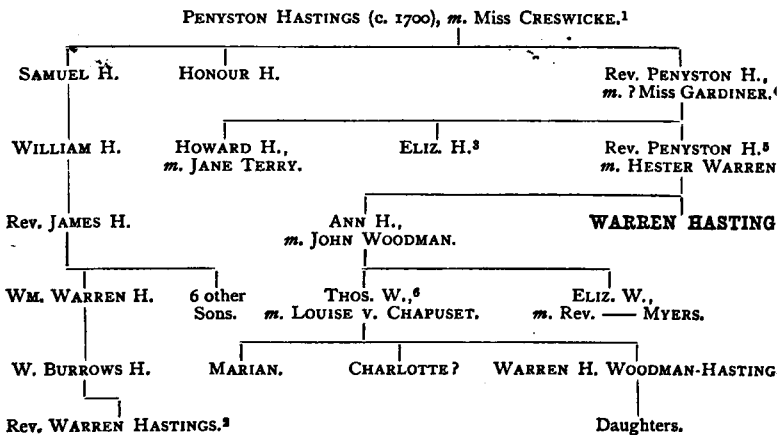 PENYSTON HASTINGS (c. 1700), m. Miss CRESWICKE.¹
SAMUEL H. HONOUR H. Rev. PENYSTON H.,
m. ? Miss GARDINER.⁴
WILLIAM H. HOWARD H., ELIZ. H.³ Rev. PENYSTON H.⁵
m. JANE TERRY. m. HESTER WARREN
Rev. JAMES H. ANN H., WARREN HASTING
m. JOHN WOODMAN.
WM. WARREN H. 6 other THOS. W.,⁶ ELIZ. W.,
Sons. m. LOUISE v. CHAPUSET. m. Rev. —— MYERS.
W. BURROWS H. MARIAN. CHARLOTTE? WARREN H. WOODMAN-HASTING
Rev. WARREN HASTINGS.² Daughters.